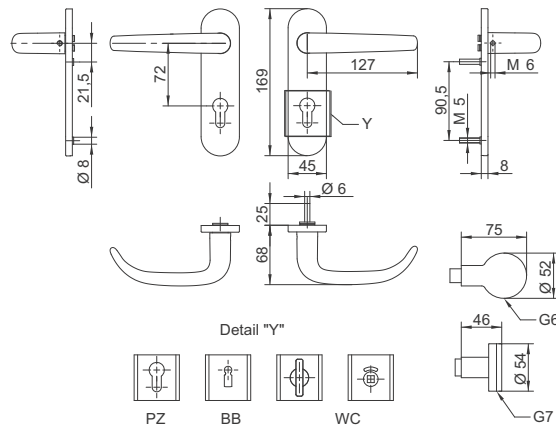 21,5
Ø 8
72
169
127
Y
45
90,5
M 5
M 6
8
25
Ø 6
68
75
Ø 52
G6
46
Ø 54
G7
Detail "Y"
PZ BB WC